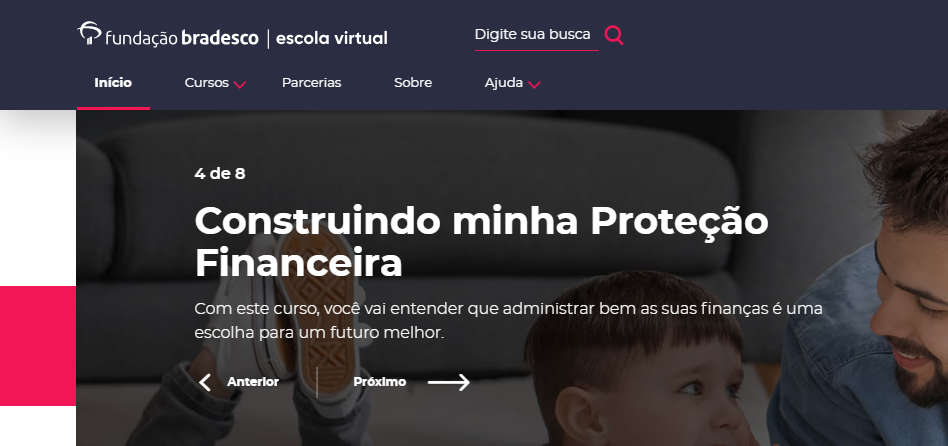 fundação bradesco | escola virtual
Digite sua busca
Início Cursos Parcerias Sobre Ajuda
4 de 8
Construindo minha Proteção
Financeira
Com este curso, você vai entender que administrar bem as suas finanças é uma
escolha para um futuro melhor.
Anterior Próximo